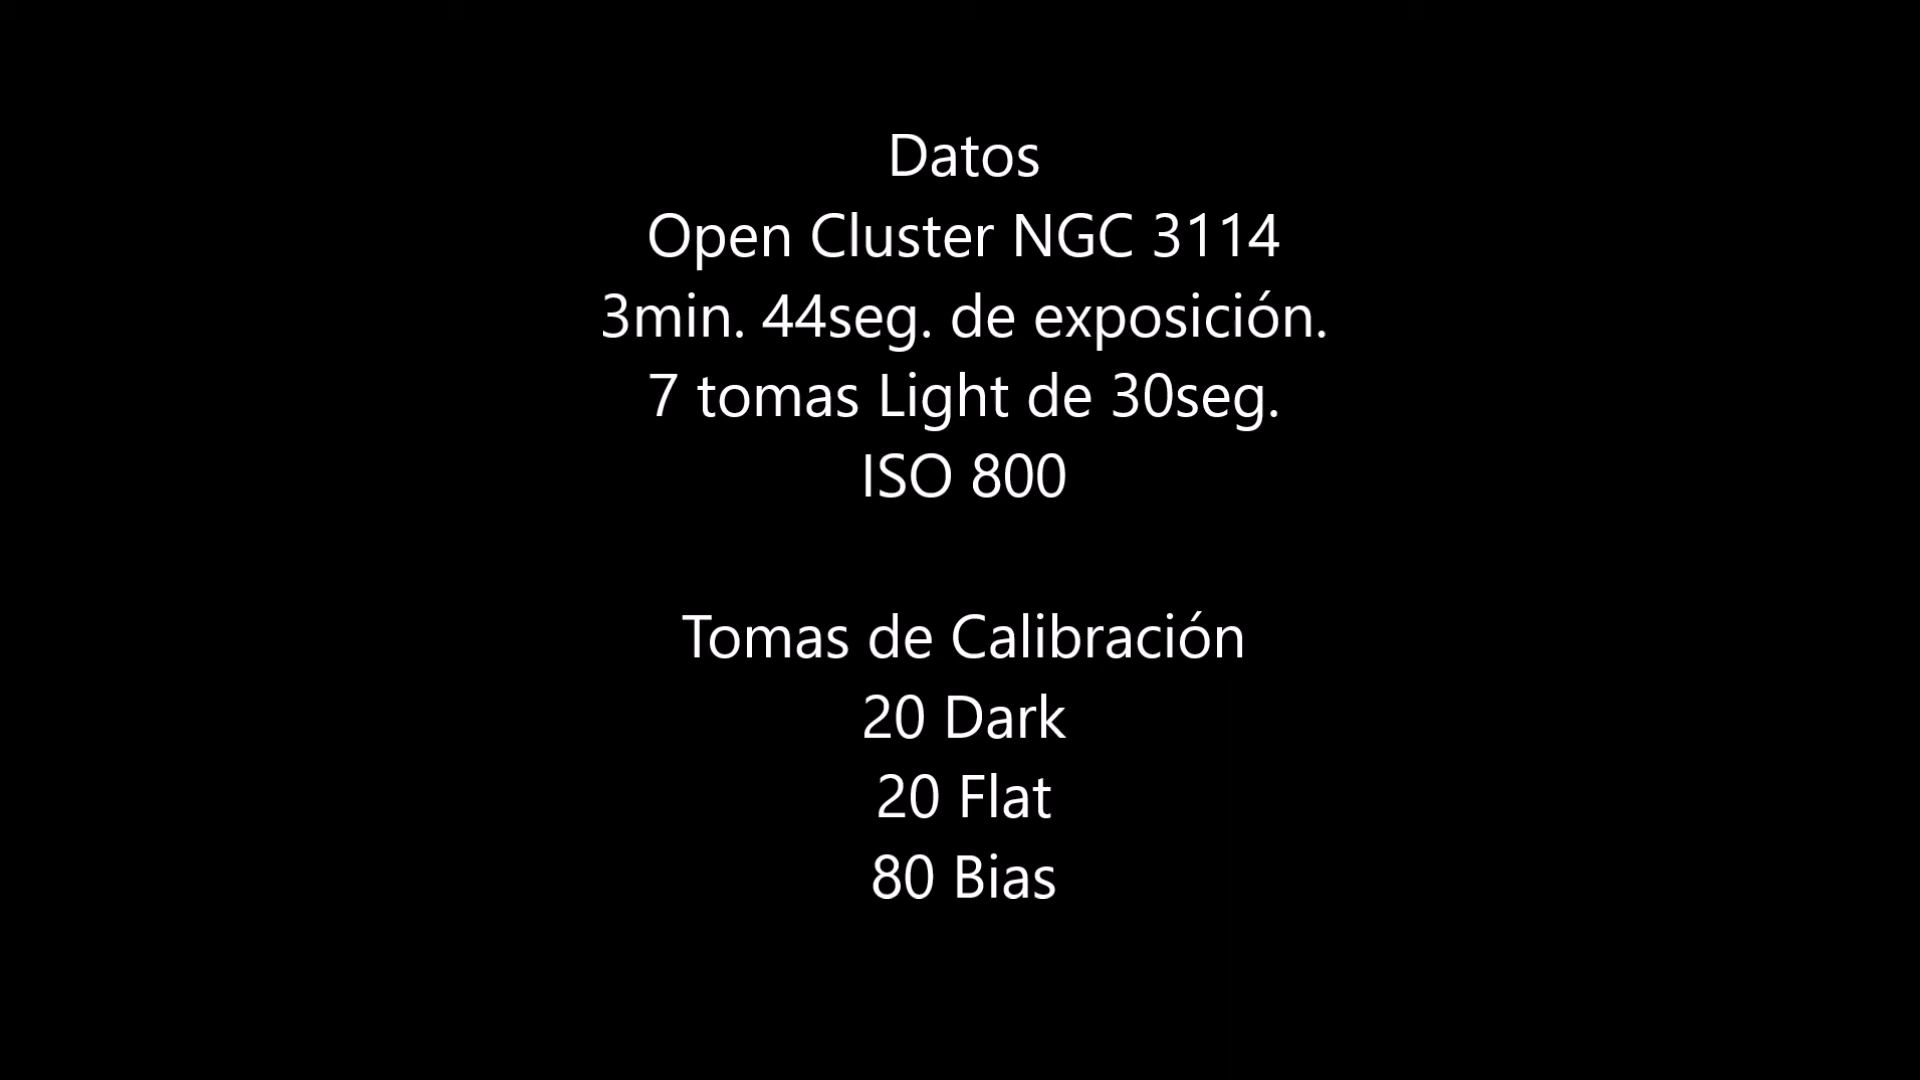 Datos
Open Cluster NGC 3114
3min. 44seg. de exposición.
7 tomas Light de 30seg.
ISO 800
Tomas de Calibración
20 Dark
20 Flat
80 Bias